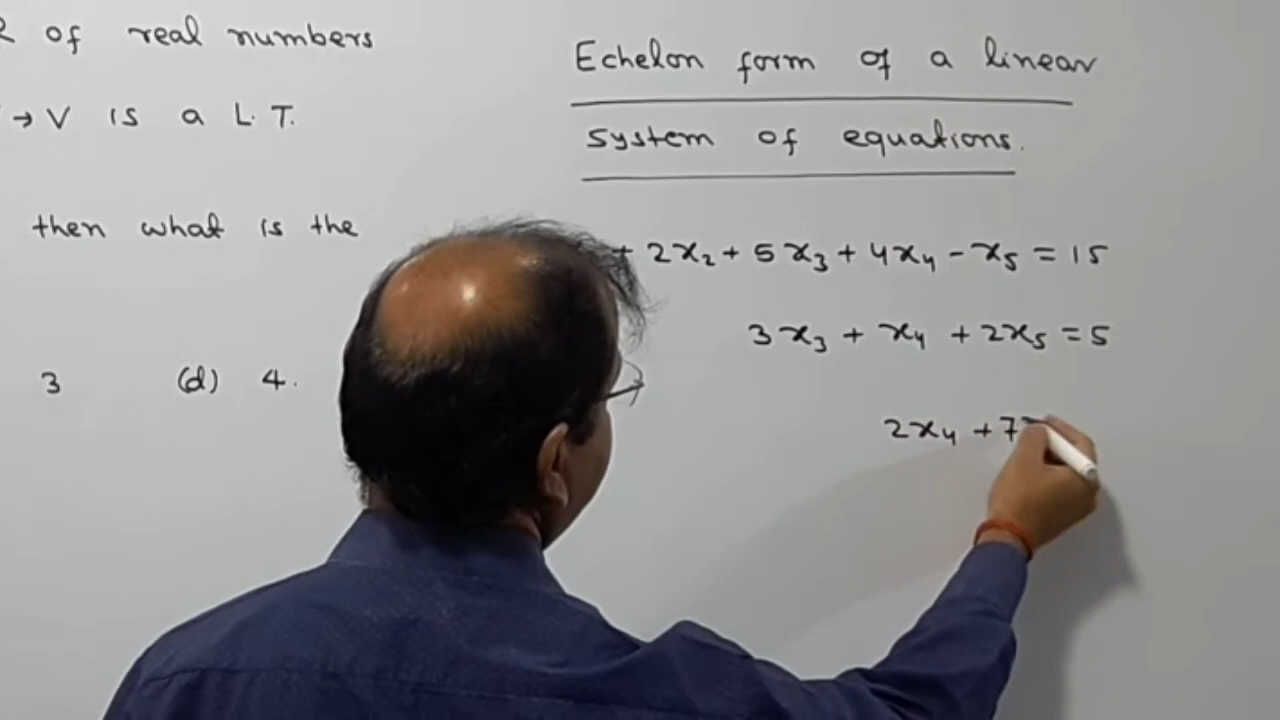 of real numbers
→ V is a L.T.
then what is the
3 (d) 4.
Echelon form of a linear
system of equations.
+ 2x₂ + 5x₃ + 4x₄ - x₅ = 15
3x₃ + x₄ + 2x₅ = 5
2x₄ + 7